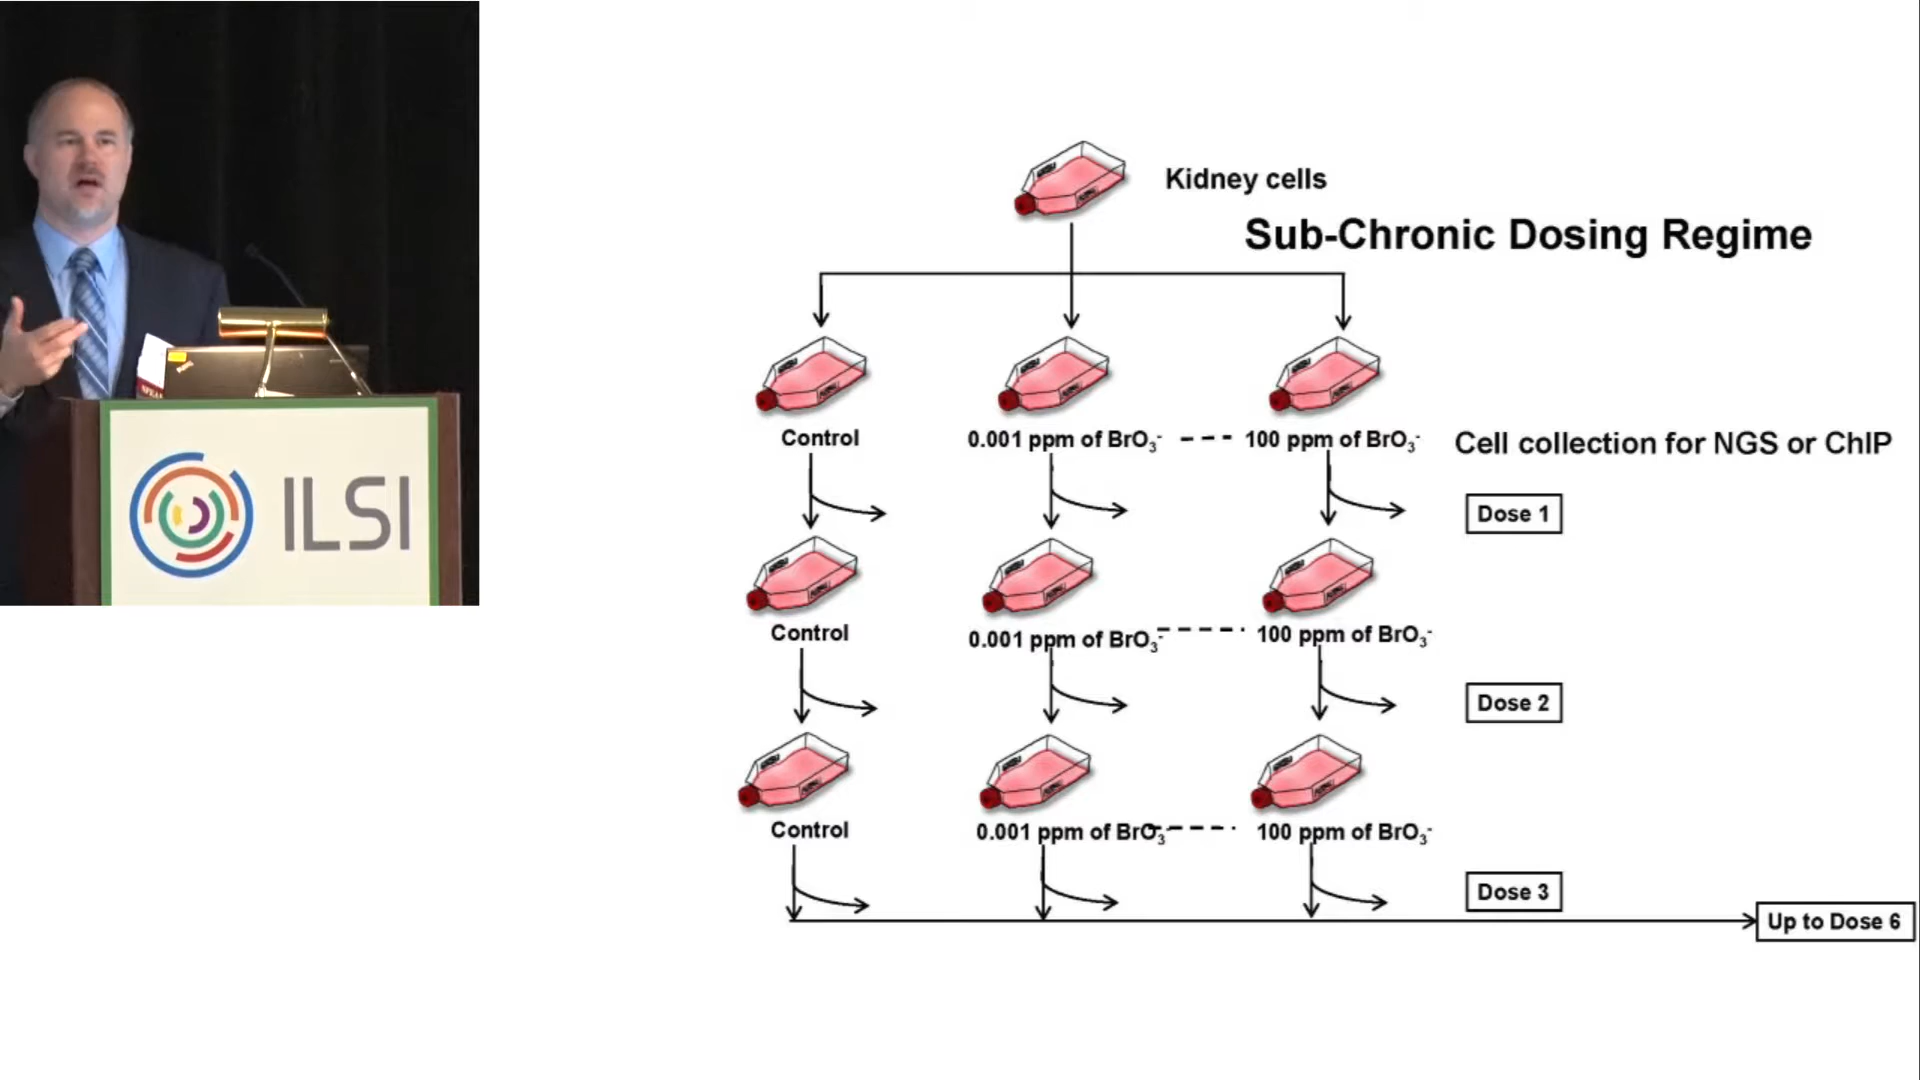 Kidney cells
Sub-Chronic Dosing Regime
Control
0.001 ppm of BrO₃⁻ - - - 100 ppm of BrO₃⁻
Cell collection for NGS or ChIP
Dose 1
Control
0.001 ppm of BrO₃⁻ - - - - - 100 ppm of BrO₃⁻
Dose 2
Control
0.001 ppm of BrO₃⁻ - - - - - 100 ppm of BrO₃⁻
Dose 3
Up to Dose 6
ILSI